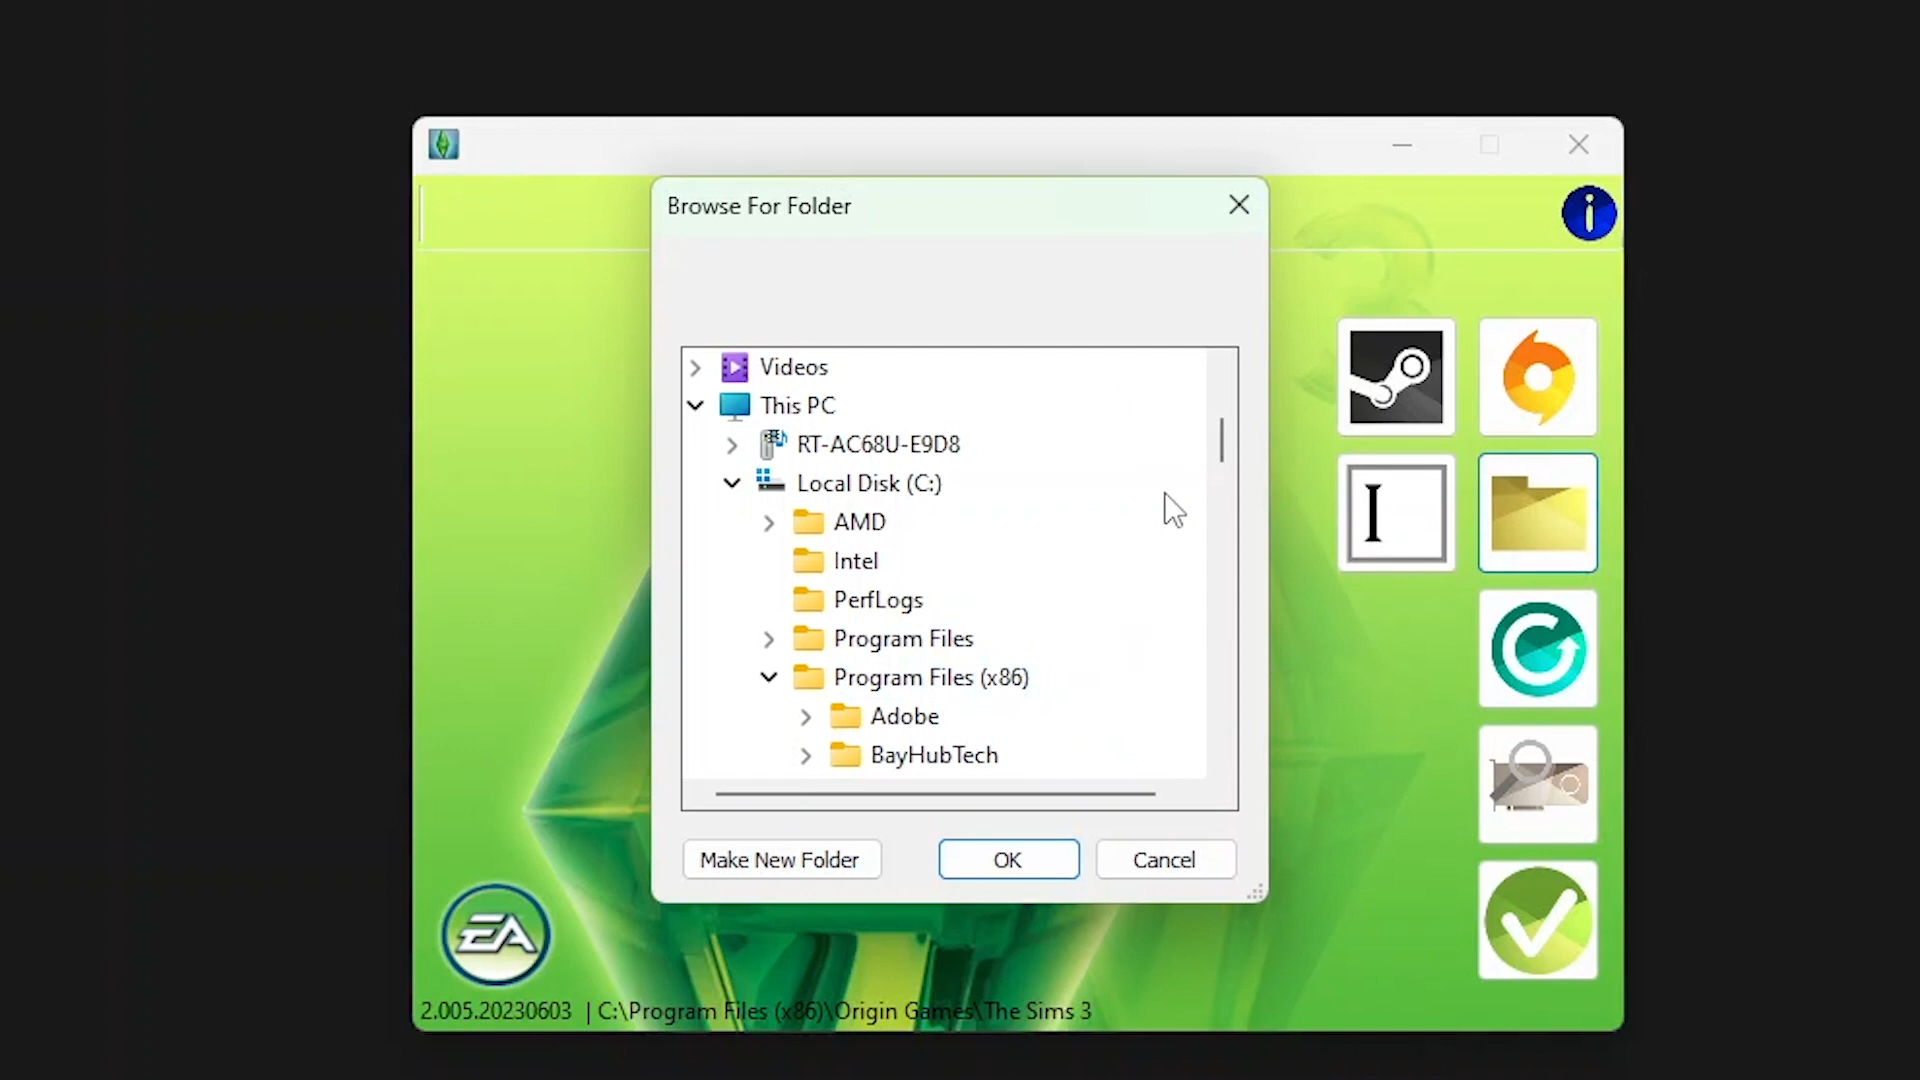 Browse For Folder
Videos
This PC
RT-AC68U-E9D8
Local Disk (C:)
AMD
Intel
PerfLogs
Program Files
Program Files (x86)
Adobe
BayHubTech
Make New Folder
OK
Cancel
EA
2.005.20230603 | C:\Program Files (x86)\Origin Games\The Sims 3